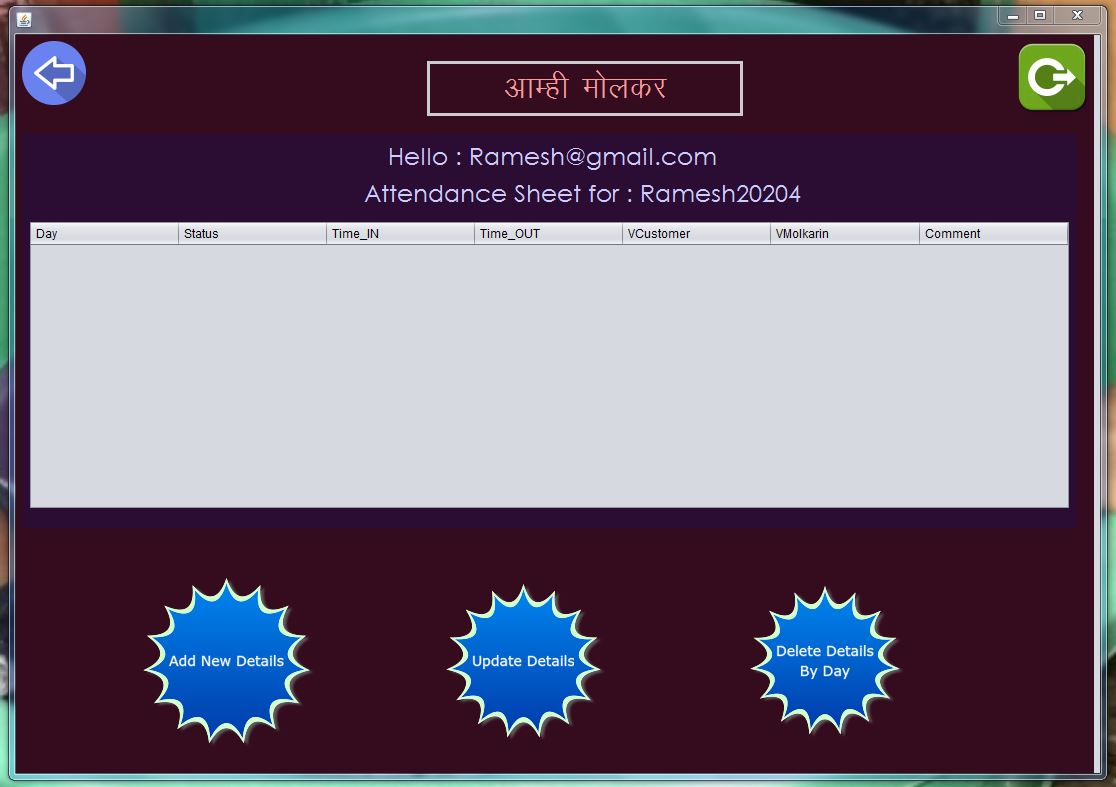 आम्ही मोलकर
Hello : Ramesh@gmail.com
Attendance Sheet for : Ramesh20204
Day Status Time_IN Time_OUT VCustomer VMolkarin Comment
Add New Details
Update Details
Delete Details
By Day